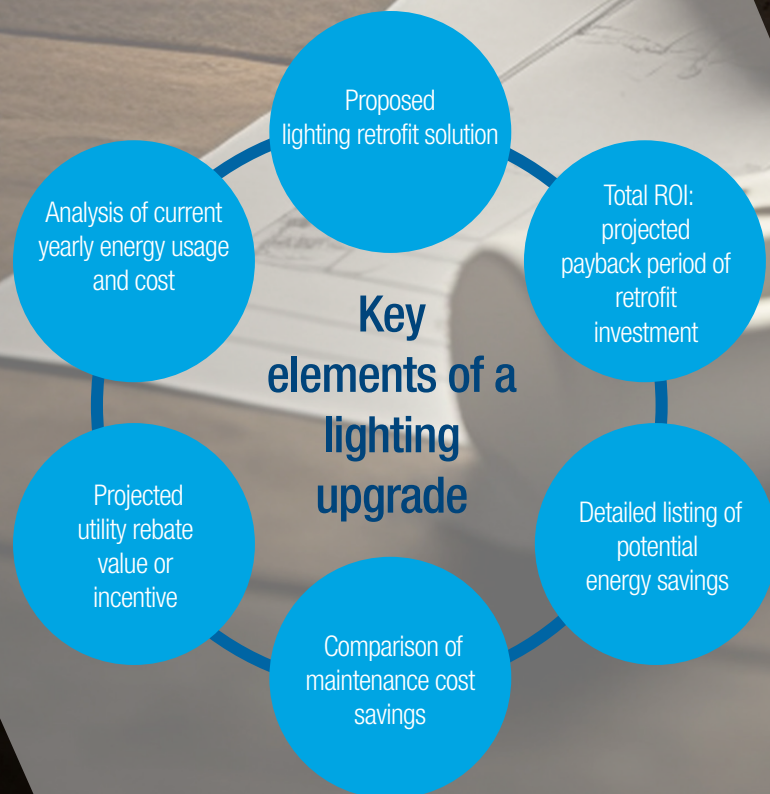 Proposed
lighting retrofit solution
Total ROI:
projected
payback period of
retrofit
investment
Detailed listing of
potential
energy savings
Comparison of
maintenance cost
savings
Projected
utility rebate
value or
incentive
Analysis of current
yearly energy usage
and cost
Key
elements of a
lighting
upgrade